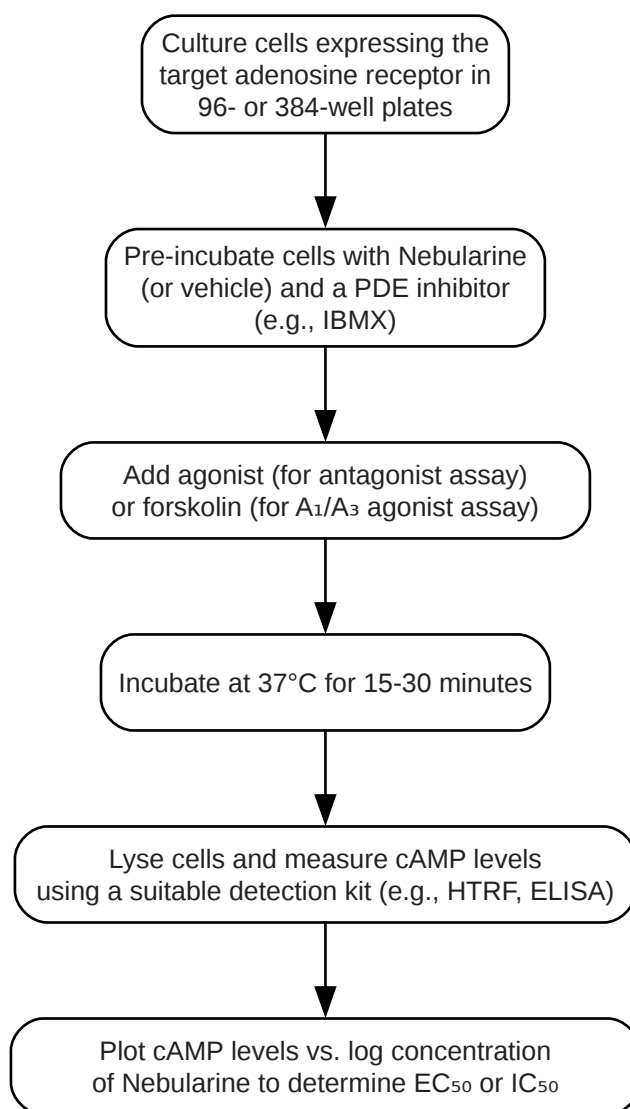 Culture cells expressing the
target adenosine receptor in
96- or 384-well plates
Pre-incubate cells with Nebularine
(or vehicle) and a PDE inhibitor
(e.g., IBMX)
Add agonist (for antagonist assay)
or forskolin (for A₁/A₃ agonist assay)
Incubate at 37°C for 15-30 minutes
Lyse cells and measure cAMP levels
using a suitable detection kit (e.g., HTRF, ELISA)
Plot cAMP levels vs. log concentration
of Nebularine to determine EC₅₀ or IC₅₀